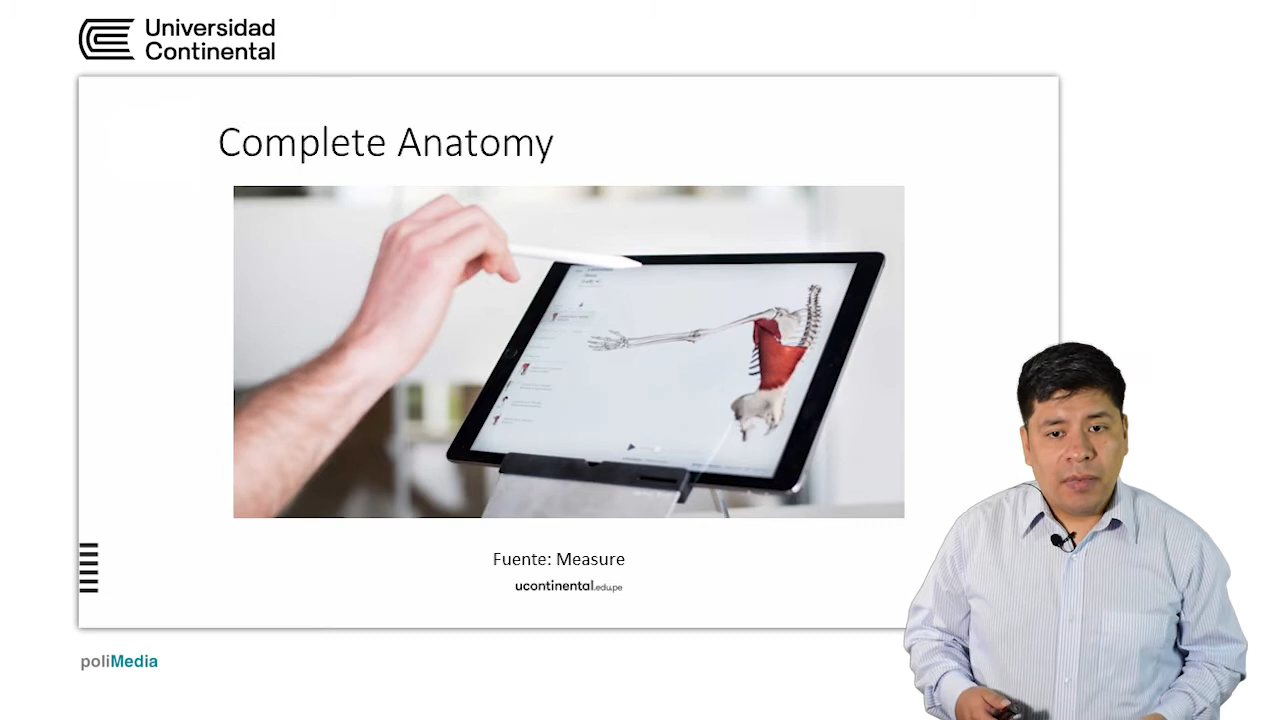 Universidad
Continental
Complete Anatomy
Fuente: Measure
ucontinental.edu.pe
poliMedia